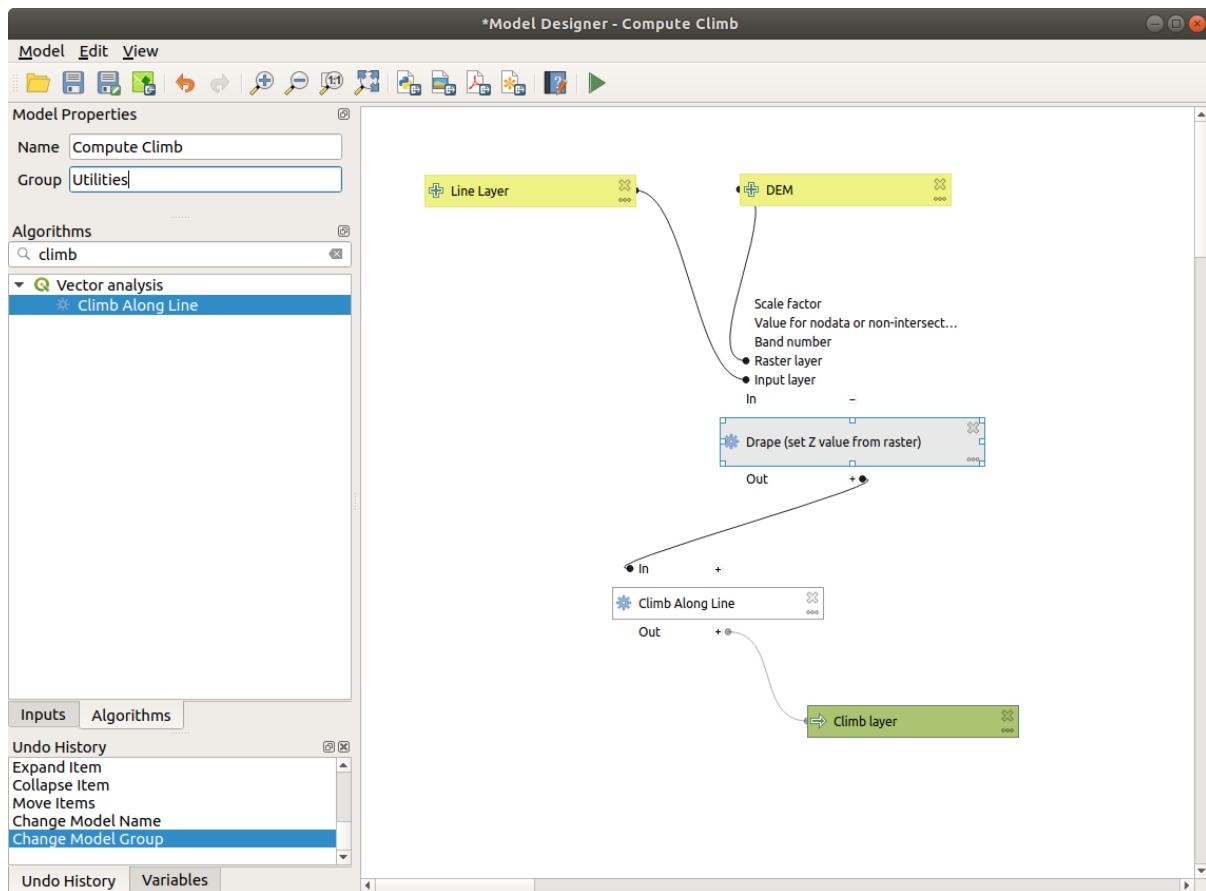 *Model Designer - Compute Climb
Model Edit View
1:1
Model Properties
Name Compute Climb
Group Utilities
Algorithms
climb
Vector analysis
Climb Along Line
Inputs Algorithms
Undo History
Expand Item
Collapse Item
Move Items
Change Model Name
Change Model Group
Undo History Variables
Line Layer
DEM
Scale factor
Value for nodata or non-intersect...
Band number
Raster layer
Input layer
In −
Drape (set Z value from raster)
Out +
In +
Climb Along Line
Out +
Climb layer